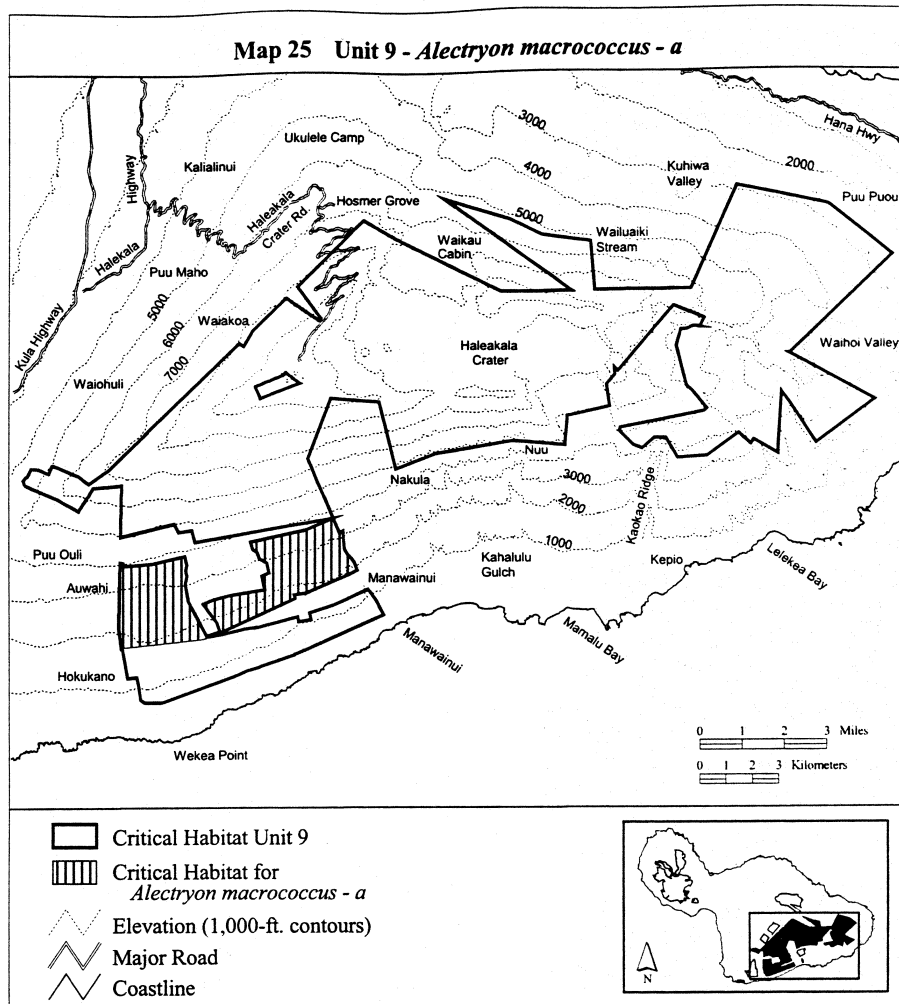 Map 25 Unit 9 - Alectryon macrococcus - a
Hana Hwy
3000
Ukulele Camp
Kalialinui
Highway
4000
Kuhiwa
Valley
2000
Puu Puou
Haleakala
Crater Rd.
Hosmer Grove
5000
Waikau
Cabin
Wailuaiki
Stream
Halekala
Puu Maho
5000
6000
7000
Kula Highway
Waiakoa
Haleakala
Crater
Waihoi Valley
Waiohuli
Nuu
Nakula
3000
2000
1000
Kaokao Ridge
Puu Ouli
Auwahi
Manawainui
Kahalulu
Gulch
Kepio
Lelekea Bay
Mamalu Bay
Manawainui
Hokukano
Wekea Point
0 1 2 3 Miles
0 1 2 3 Kilometers
Critical Habitat Unit 9
Critical Habitat for
Alectryon macrococcus - a
Elevation (1,000-ft. contours)
Major Road
Coastline
N